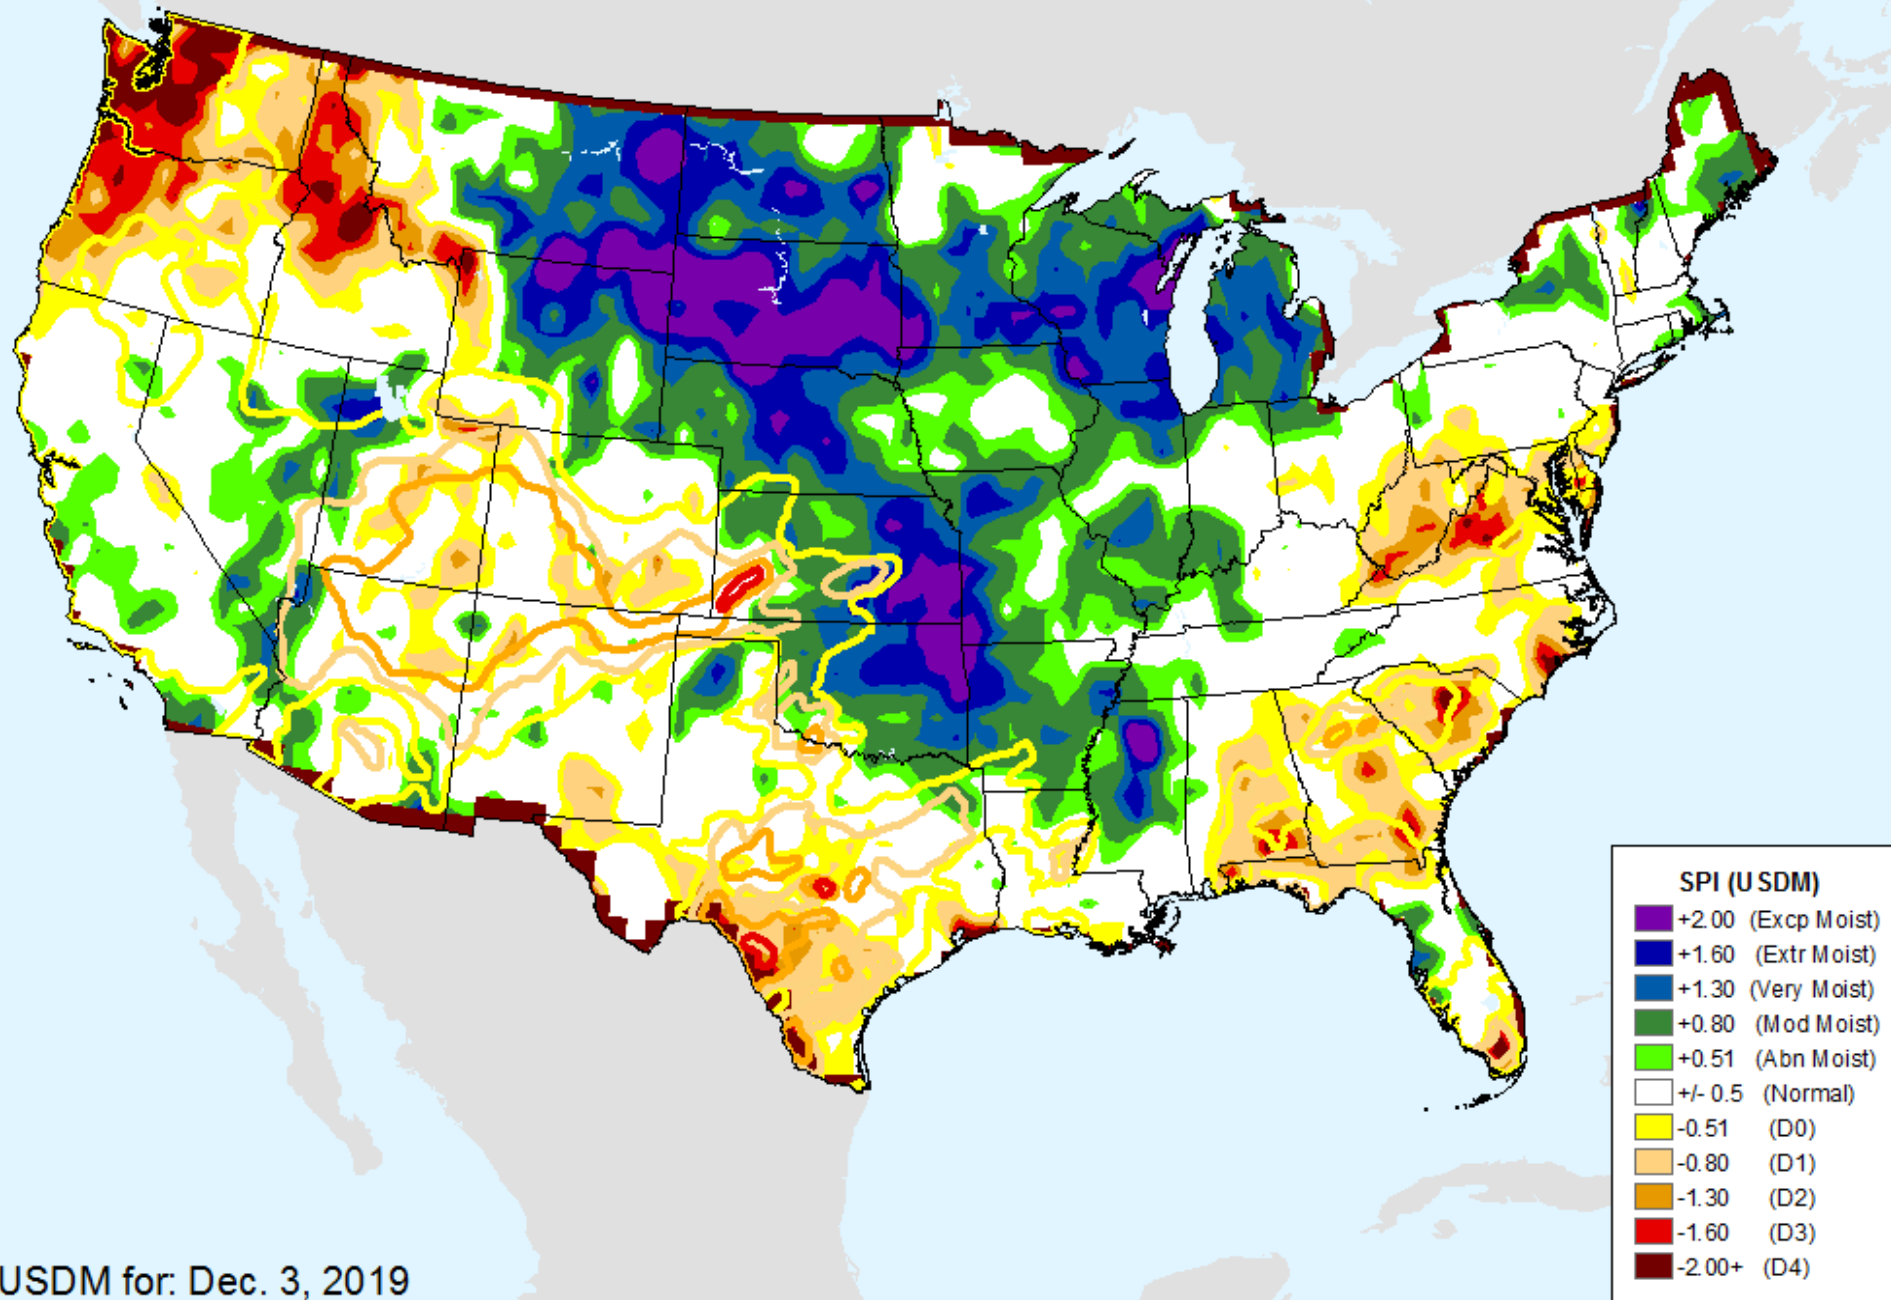 SPI (USDM)
+2.00 (Excp Moist)
+1.60 (Extr Moist)
+1.30 (Very Moist)
+0.80 (Mod Moist)
+0.51 (Abn Moist)
+/- 0.5 (Normal)
-0.51 (D0)
-0.80 (D1)
-1.30 (D2)
-1.60 (D3)
-2.00+ (D4)
USDM for: Dec. 3, 2019